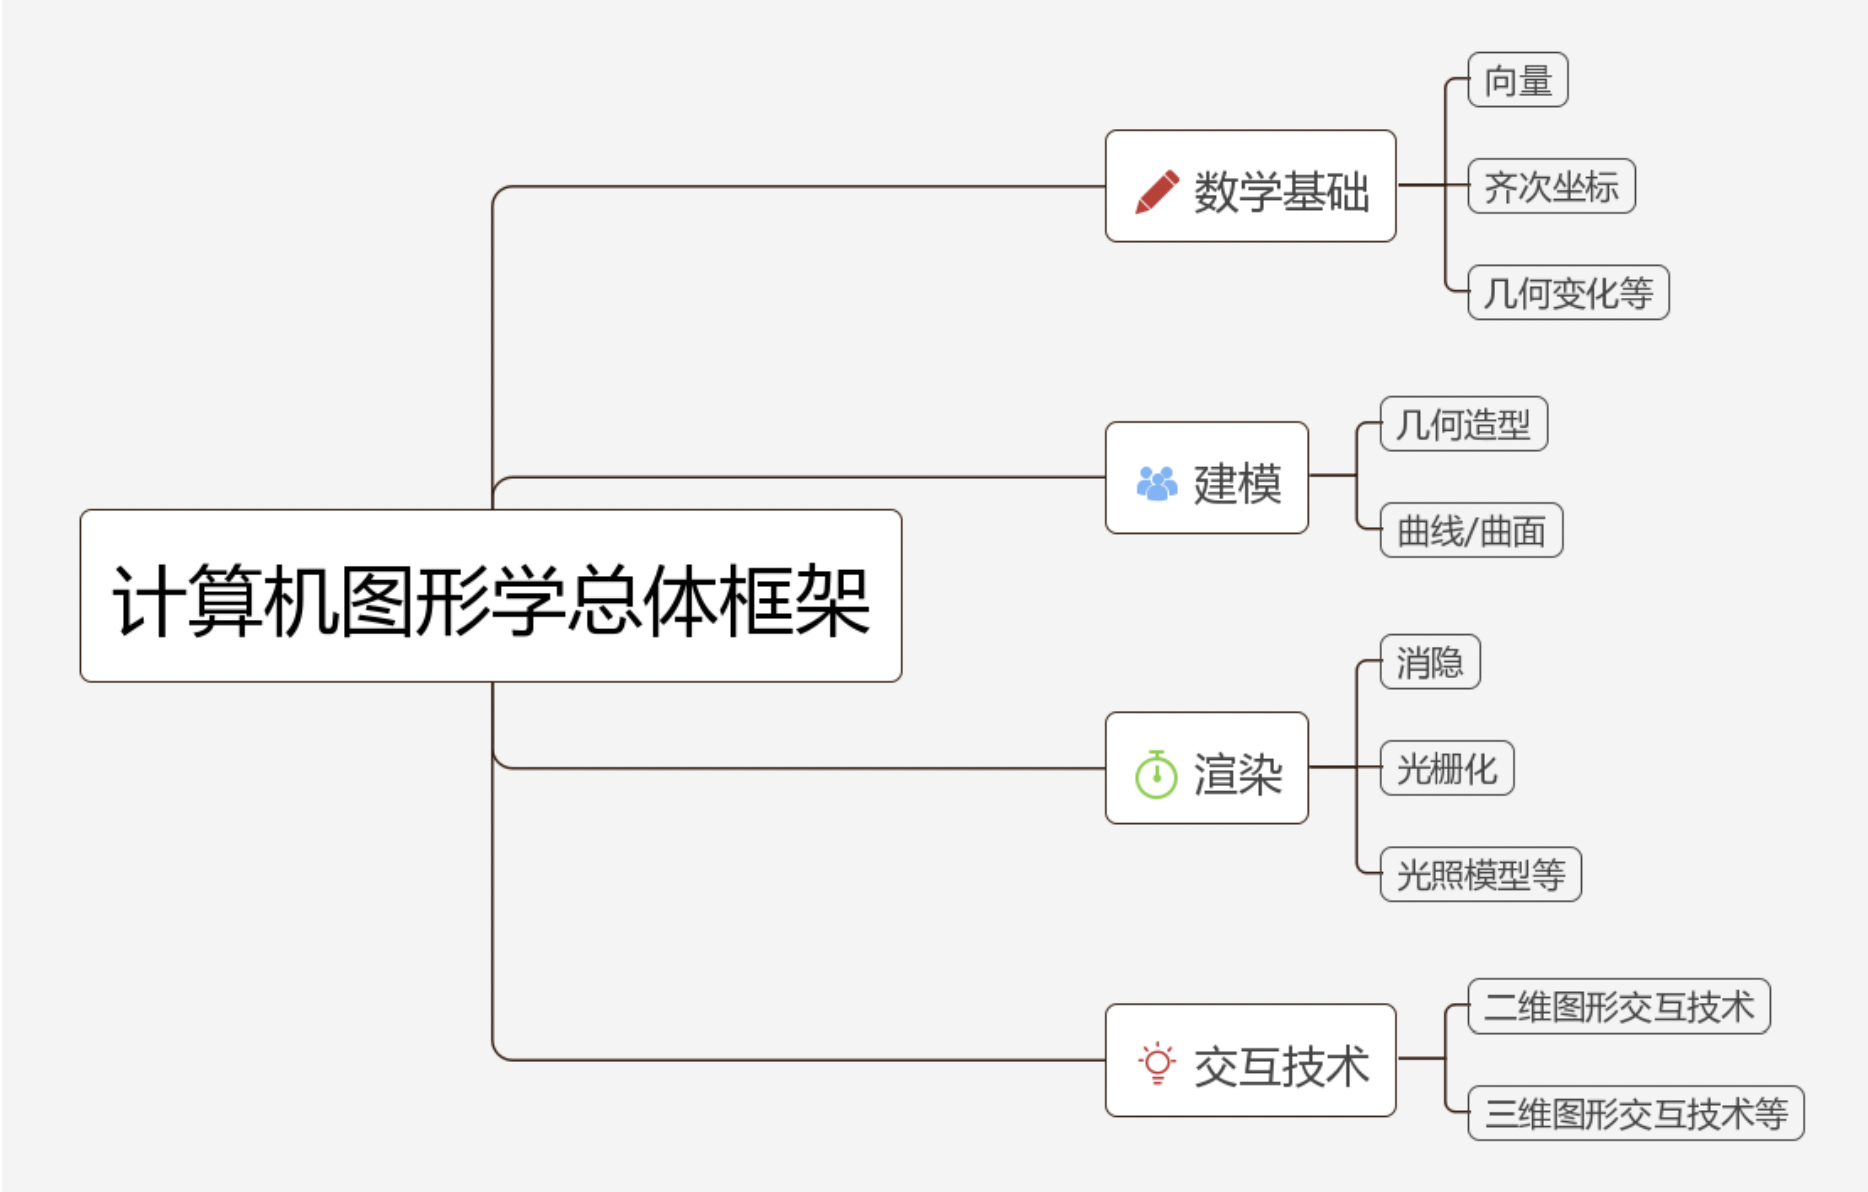 计算机图形学总体框架
数学基础
向量
齐次坐标
几何变化等
建模
几何造型
曲线/曲面
渲染
消隐
光栅化
光照模型等
交互技术
二维图形交互技术
三维图形交互技术等